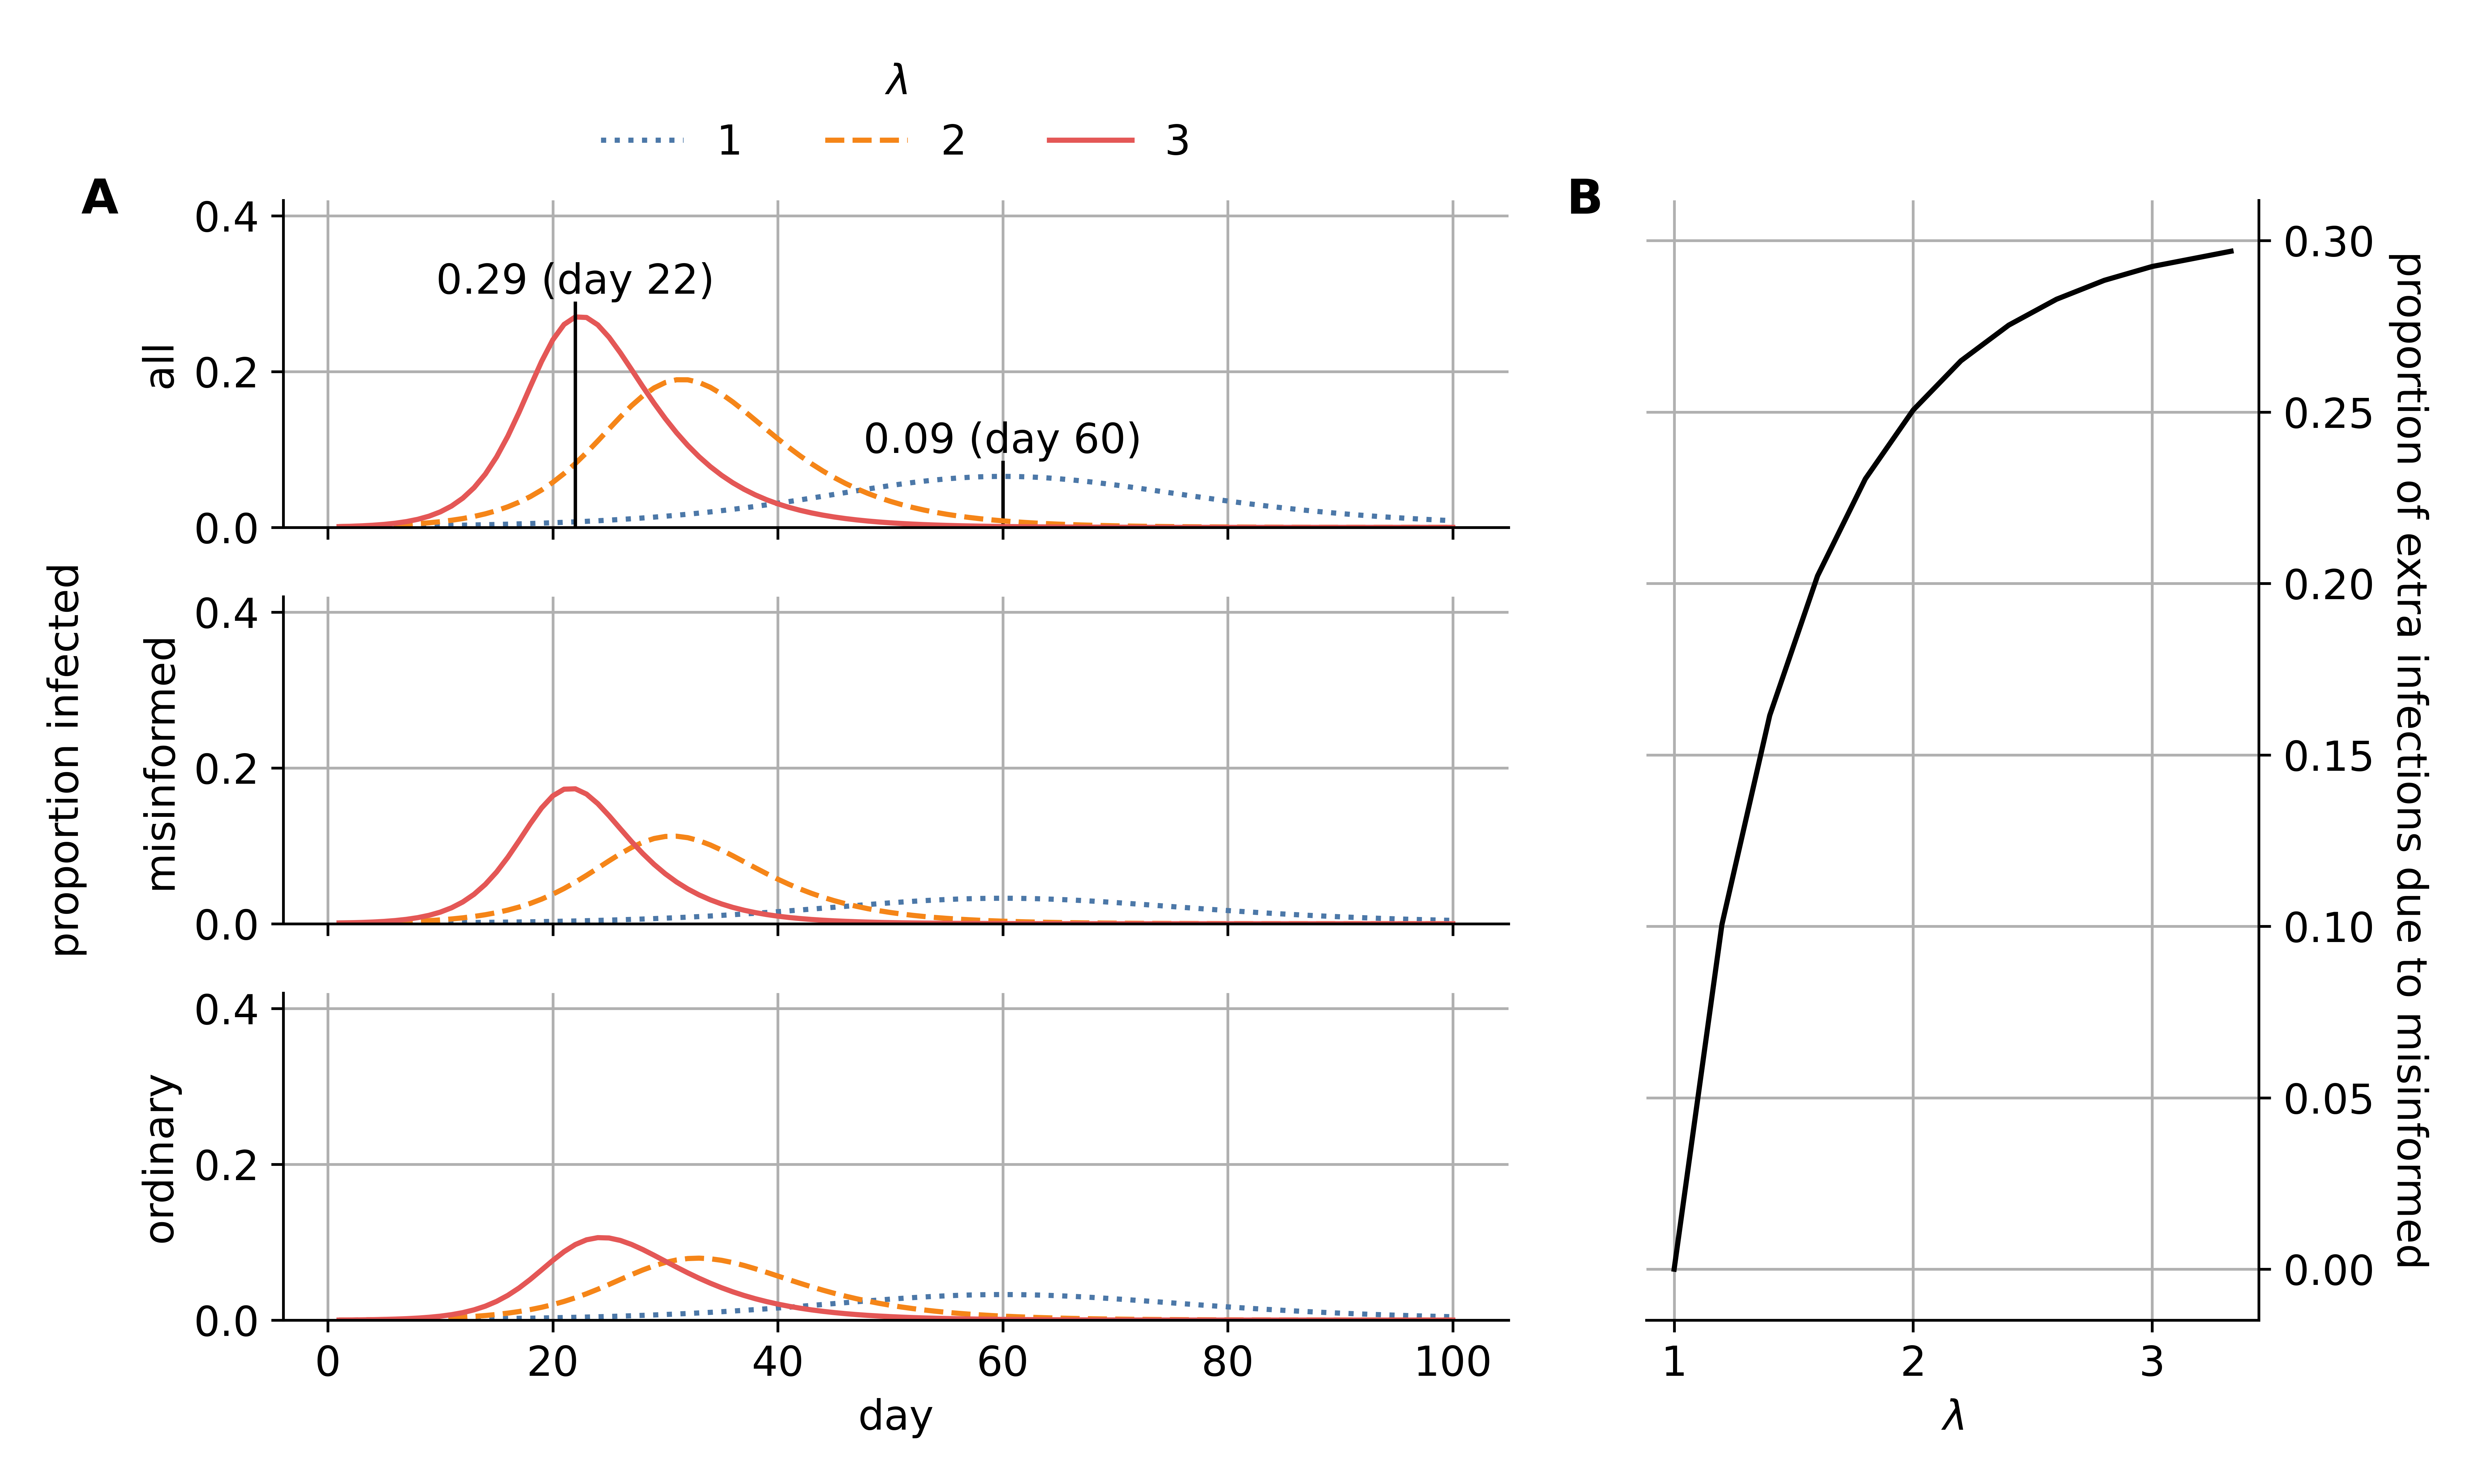 λ
1 2 3
A
0.4
0.2
0.0
all
0.29 (day 22)
0.09 (day 60)
proportion infected
0.4
0.2
0.0
misinformed
0.4
0.2
0.0
ordinary
0 20 40 60 80 100
day
B
0.30
0.25
0.20
0.15
0.10
0.05
0.00
proportion of extra infections due to misinformed
1 2 3
λ